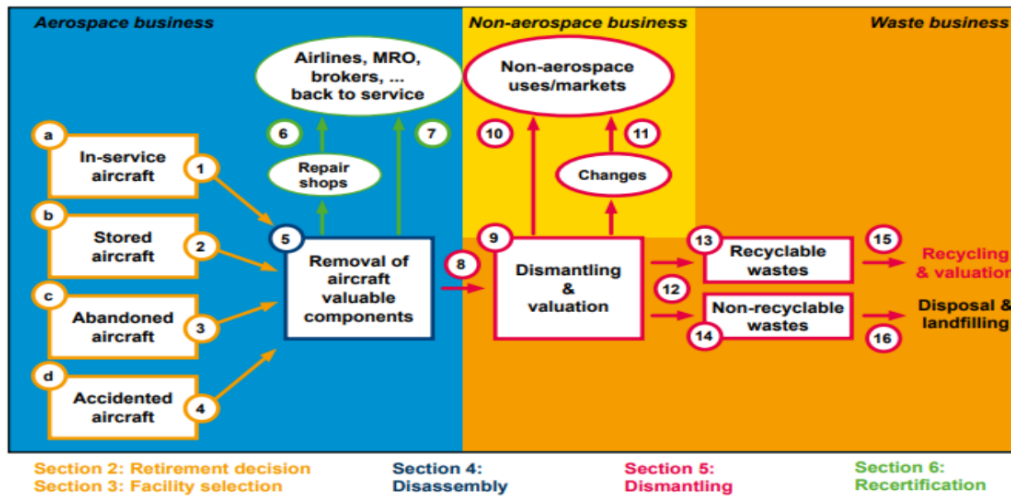 Aerospace business
Non-aerospace business
Waste business
Airlines, MRO,
brokers, ...
back to service
Non-aerospace
uses/markets
6
7
10
11
Repair
shops
Changes
a
In-service
aircraft
1
b
Stored
aircraft
2
c
Abandoned
aircraft
3
d
Accidented
aircraft
4
5
Removal of
aircraft
valuable
components
8
9
Dismantling
&
valuation
12
13
Recyclable
wastes
15
Recycling
& valuation
14
Non-recyclable
wastes
16
Disposal &
landfilling
Section 2: Retirement decision
Section 3: Facility selection
Section 4:
Disassembly
Section 5:
Dismantling
Section 6:
Recertification